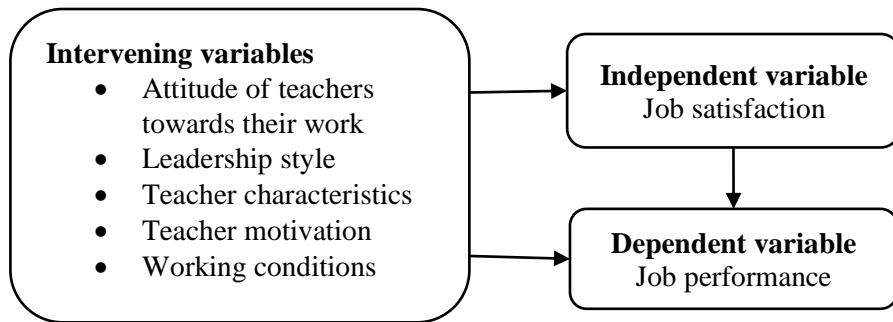 Intervening variables
• Attitude of teachers
towards their work
• Leadership style
• Teacher characteristics
• Teacher motivation
• Working conditions
Independent variable
Job satisfaction
Dependent variable
Job performance